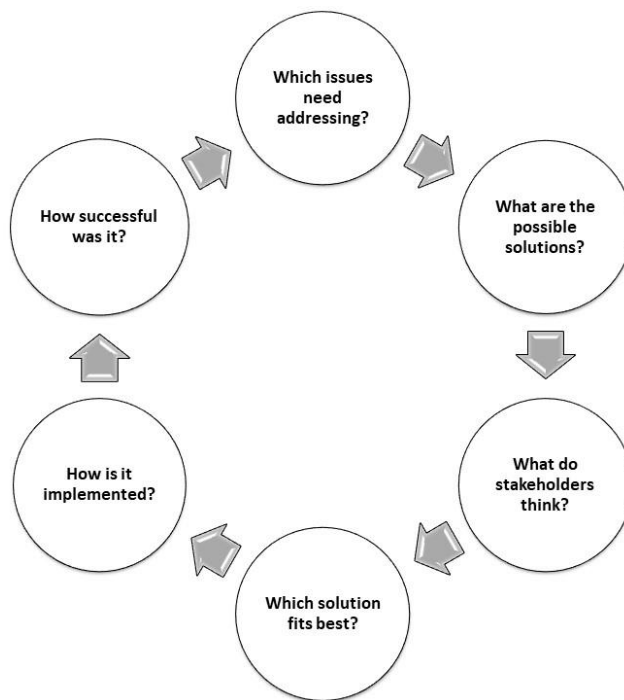 Which issues
need
addressing?
What are the
possible
solutions?
What do
stakeholders
think?
Which solution
fits best?
How is it
implemented?
How successful
was it?